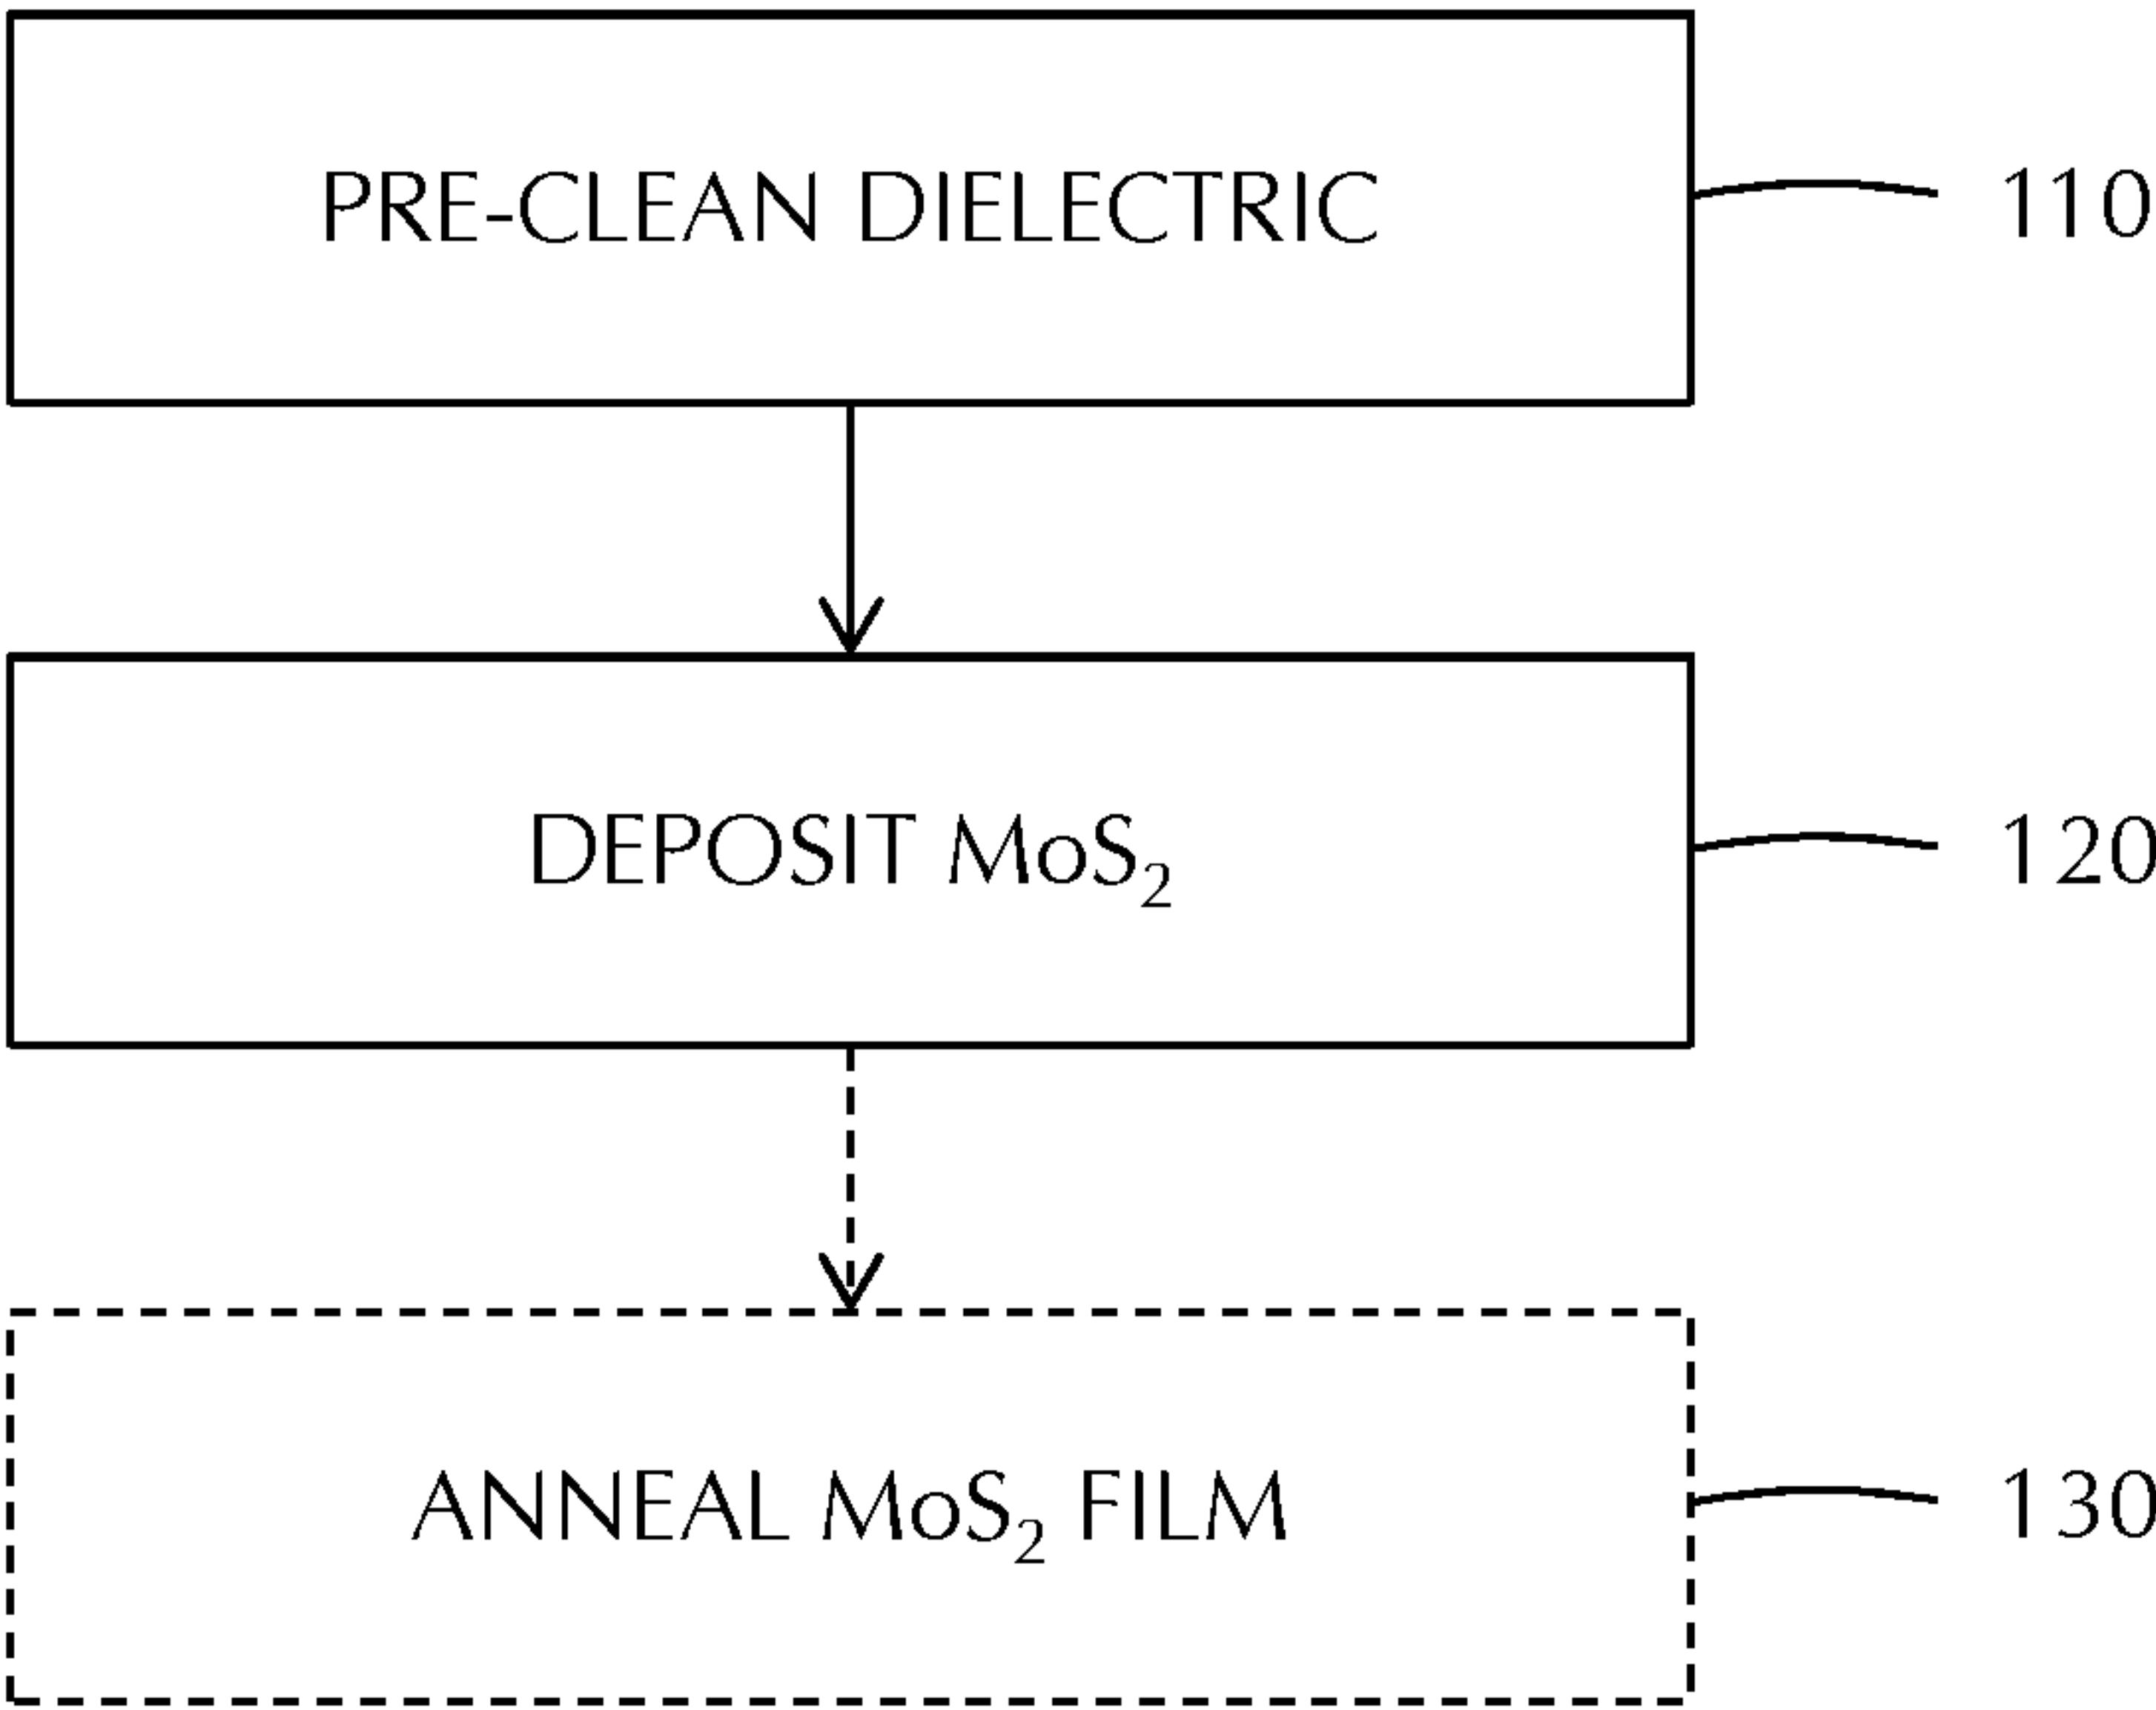 PRE-CLEAN DIELECTRIC
110
DEPOSIT MoS₂
120
ANNEAL MoS₂ FILM
130